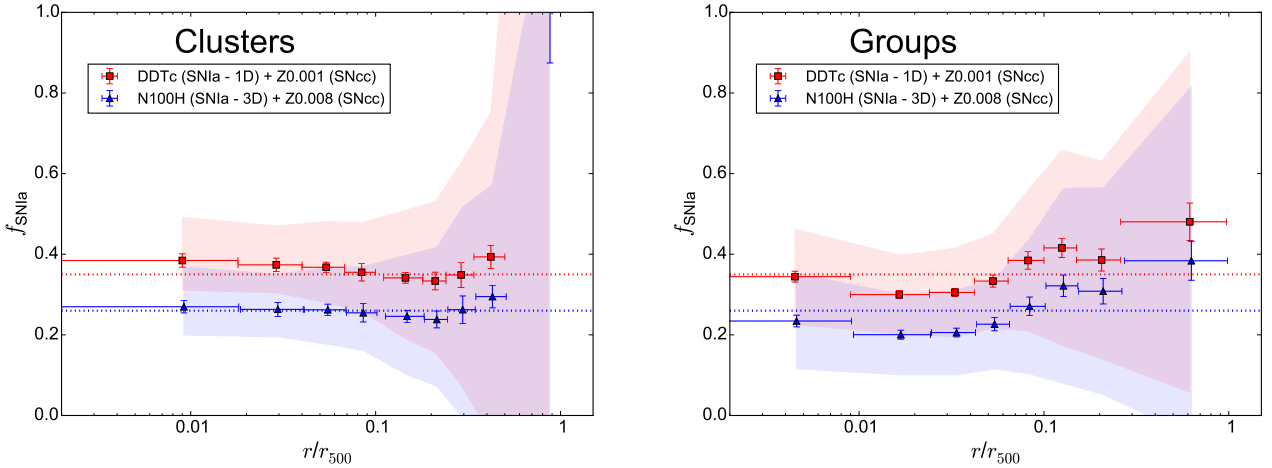 Clusters
DDTc (SNIa - 1D) + Z0.001 (SNcc)
N100H (SNIa - 3D) + Z0.008 (SNcc)
1.0
0.8
0.6
0.4
0.2
0.0
f_SNIa
0.01
0.1
1
r/r_500
Groups
DDTc (SNIa - 1D) + Z0.001 (SNcc)
N100H (SNIa - 3D) + Z0.008 (SNcc)
1.0
0.8
0.6
0.4
0.2
0.0
f_SNIa
0.01
0.1
1
r/r_500